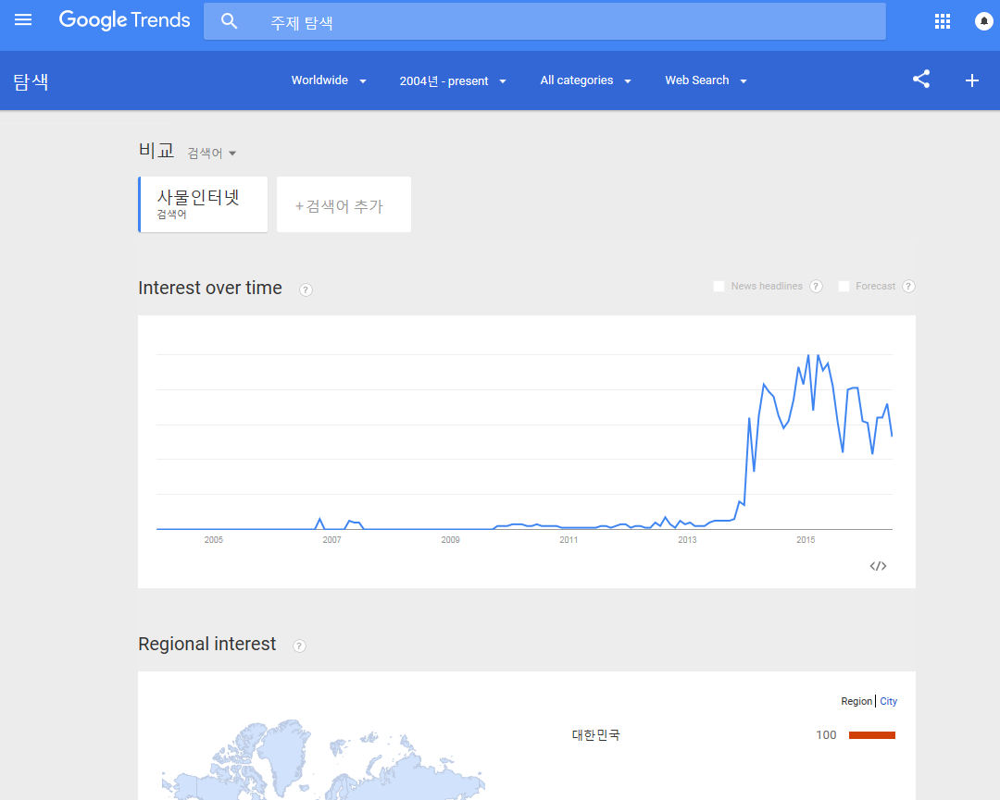 Google Trends
주제 탐색
탐색
Worldwide
2004년 - present
All categories
Web Search
비교 검색어
사물인터넷
검색어
+검색어 추가
Interest over time ?
News headlines ?
Forecast ?
2005 2007 2009 2011 2013 2015
</>
Regional interest ?
Region | City
대한민국 100